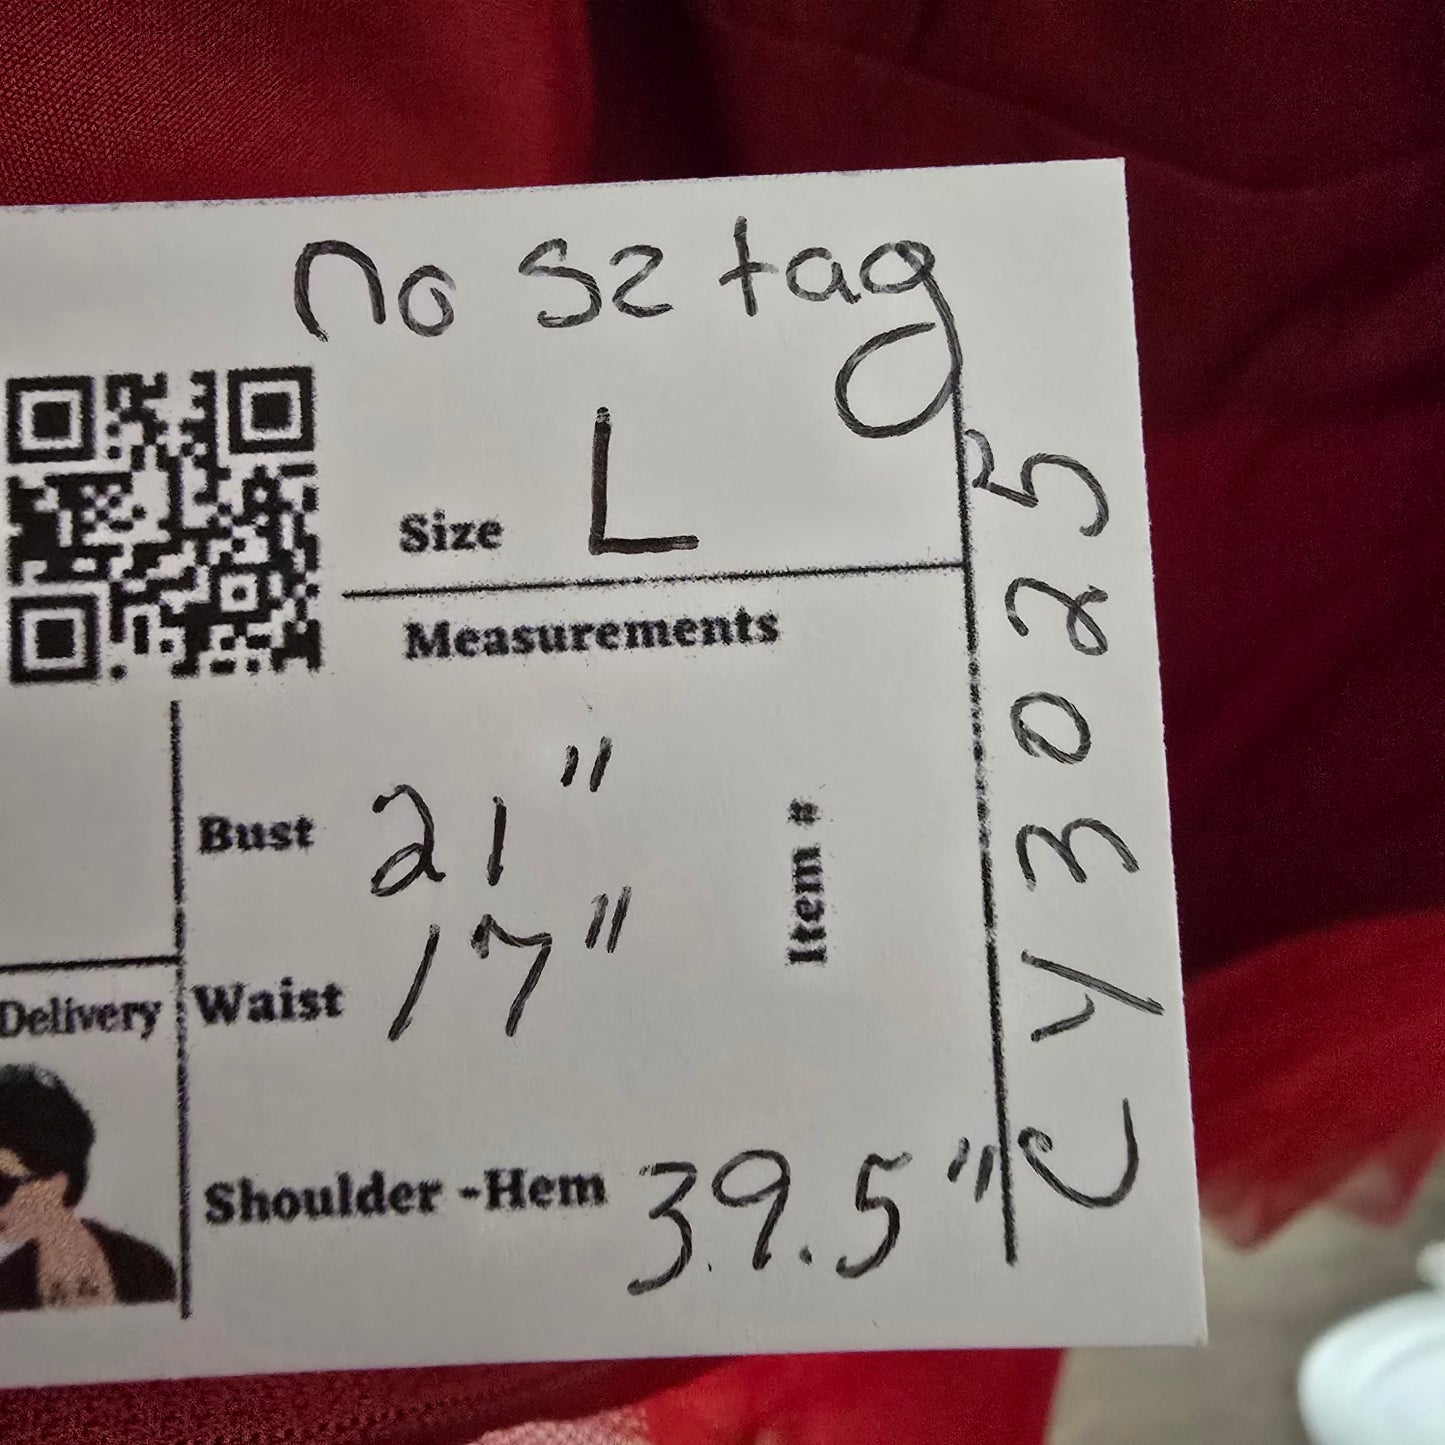 no sz tag
Size L
Measurements
Bust 21"
Waist 17"
Shoulder -Hem 39.5"
Delivery
Item #
CY3025